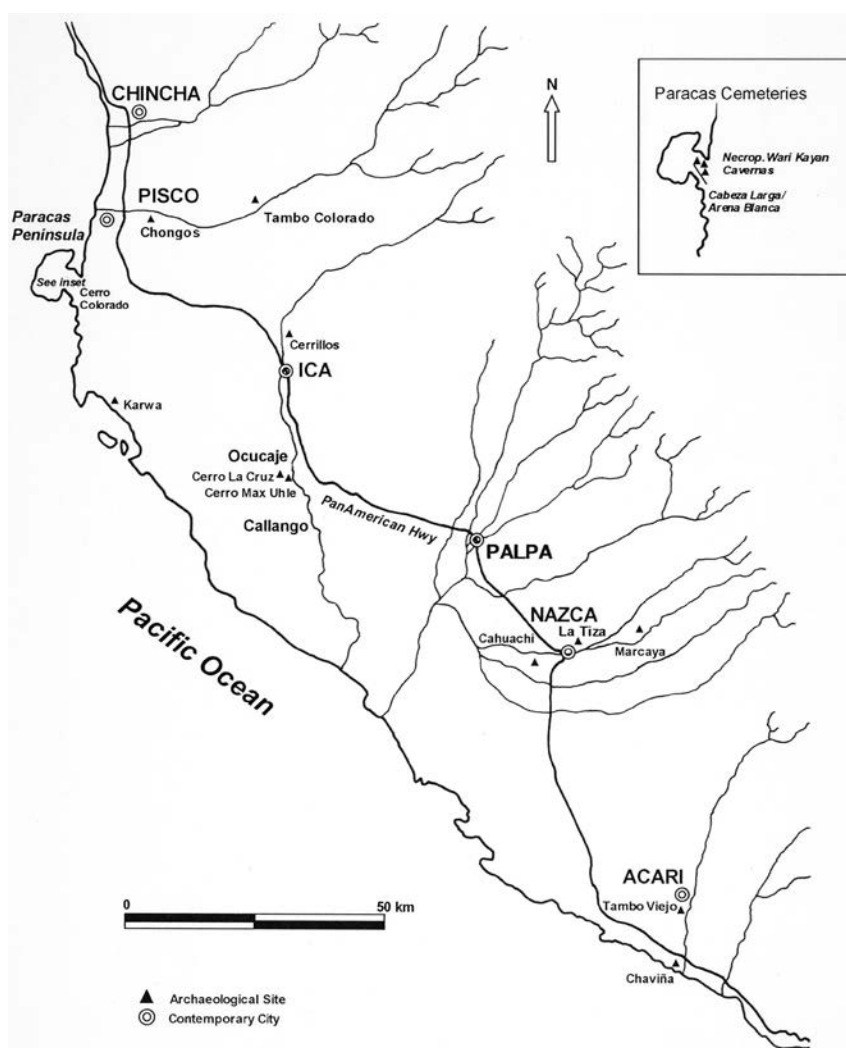 CHINCHA
N
Paracas Cemeteries
Necrop. Wari Kayan
Cavernas
Cabeza Larga/
Arena Blanca
PISCO
Tambo Colorado
Paracas
Peninsula
Chongos
See inset
Cerro
Colorado
Cerrillos
ICA
Karwa
Ocucaje
Cerro La Cruz
Cerro Max Uhle
PanAmerican Hwy
Callango
PALPA
NAZCA
La Tiza
Cahuachi
Marcaya
Pacific Ocean
ACARI
Tambo Viejo
0
50 km
Chaviña
Archaeological Site
Contemporary City